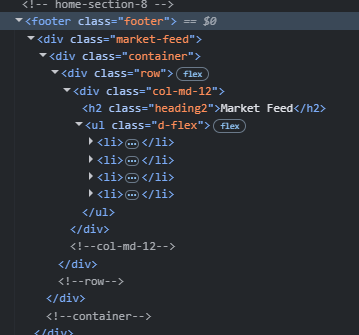 <!-- home-section-8 -->
<footer class="footer"> == $0
<div class="market-feed">
<div class="container">
<div class="row"> flex
<div class="col-md-12">
<h2 class="heading2">Market Feed</h2>
<ul class="d-flex"> flex
<li>…</li>
<li>…</li>
<li>…</li>
<li>…</li>
</ul>
</div>
<!--col-md-12-->
</div>
<!--row-->
</div>
<!--container-->
</div>